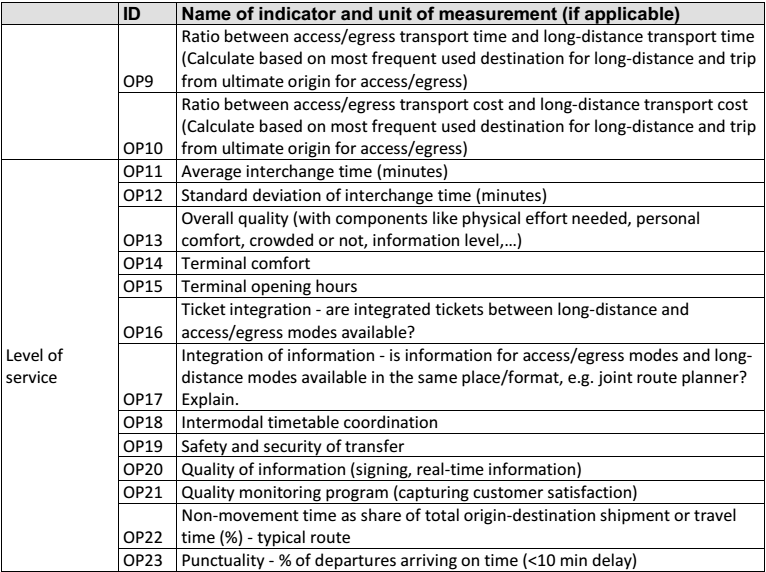 ID Name of indicator and unit of measurement (if applicable)
Ratio between access/egress transport time and long-distance transport time
(Calculate based on most frequent used destination for long-distance and trip
OP9 from ultimate origin for access/egress)
Ratio between access/egress transport cost and long-distance transport cost
(Calculate based on most frequent used destination for long-distance and trip
OP10 from ultimate origin for access/egress)
Level of
service
OP11 Average interchange time (minutes)
OP12 Standard deviation of interchange time (minutes)
Overall quality (with components like physical effort needed, personal
OP13 comfort, crowded or not, information level,...)
OP14 Terminal comfort
OP15 Terminal opening hours
Ticket integration - are integrated tickets between long-distance and
OP16 access/egress modes available?
Integration of information - is information for access/egress modes and long-
distance modes available in the same place/format, e.g. joint route planner?
OP17 Explain.
OP18 Intermodal timetable coordination
OP19 Safety and security of transfer
OP20 Quality of information (signing, real-time information)
OP21 Quality monitoring program (capturing customer satisfaction)
Non-movement time as share of total origin-destination shipment or travel
OP22 time (%) - typical route
OP23 Punctuality - % of departures arriving on time (<10 min delay)